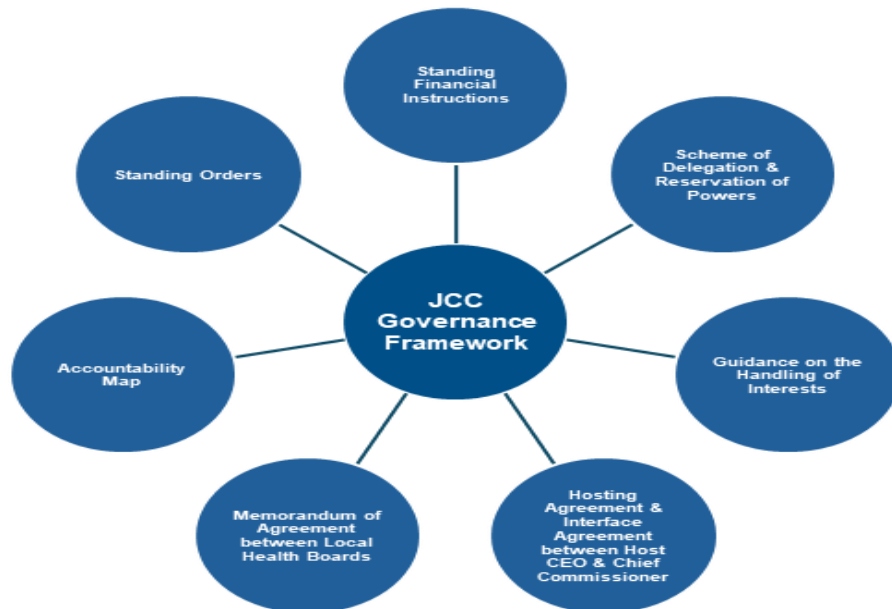 Standing
Financial
Instructions
Standing Orders
Scheme of
Delegation &
Reservation of
Powers
JCC
Governance
Framework
Accountability
Map
Guidance on the
Handling of
Interests
Memorandum of
Agreement
between Local
Health Boards
Hosting
Agreement &
Interface
Agreement
between Host
CEO & Chief
Commissioner